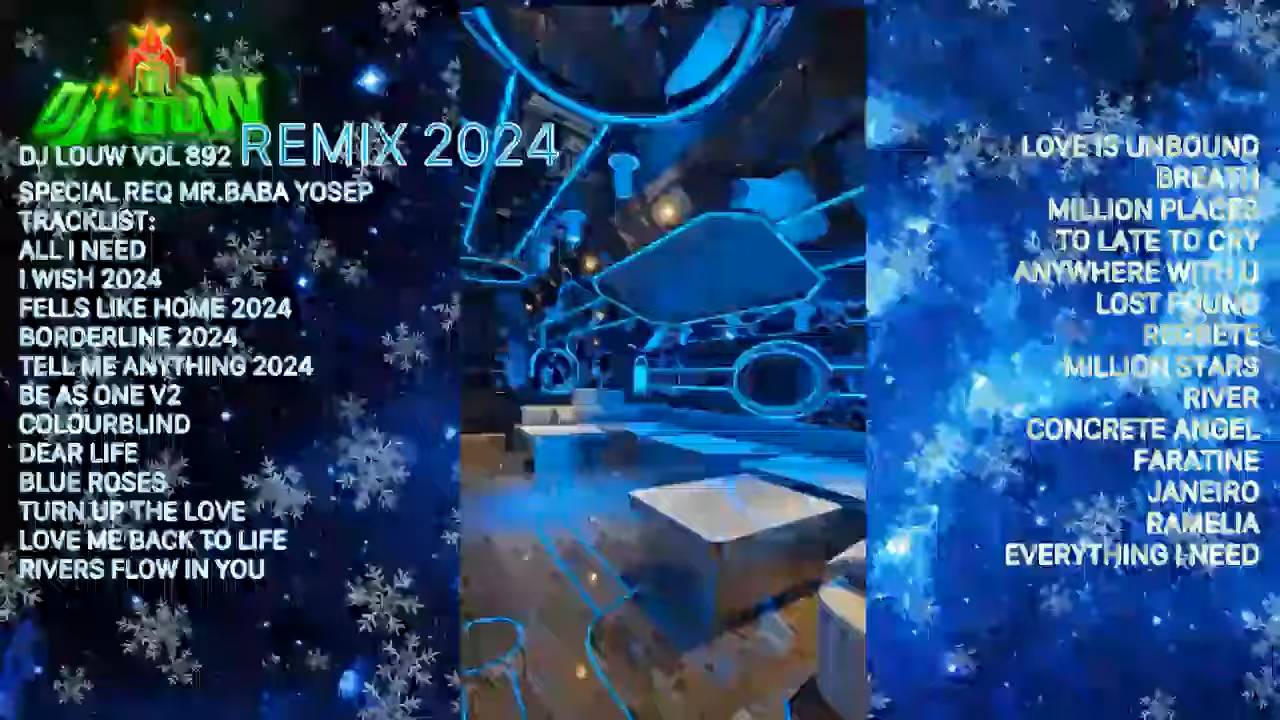 DJ LOUW
REMIX 2024
DJ LOUW VOL 892
SPECIAL REQ MR.BABA YOSEP
TRACKLIST:
ALL I NEED
I WISH 2024
FELLS LIKE HOME 2024
BORDERLINE 2024
TELL ME ANYTHING 2024
BE AS ONE V2
COLOURBLIND
DEAR LIFE
BLUE ROSES
TURN UP THE LOVE
LOVE ME BACK TO LIFE
RIVERS FLOW IN YOU
LOVE IS UNBOUND
BREATH
MILLION PLACES
TO LATE TO CRY
ANYWHERE WITH U
LOST FOUND
REGRETE
MILLION STARS
RIVER
CONCRETE ANGEL
FARATINE
JANEIRO
RAMELIA
EVERYTHING I NEED